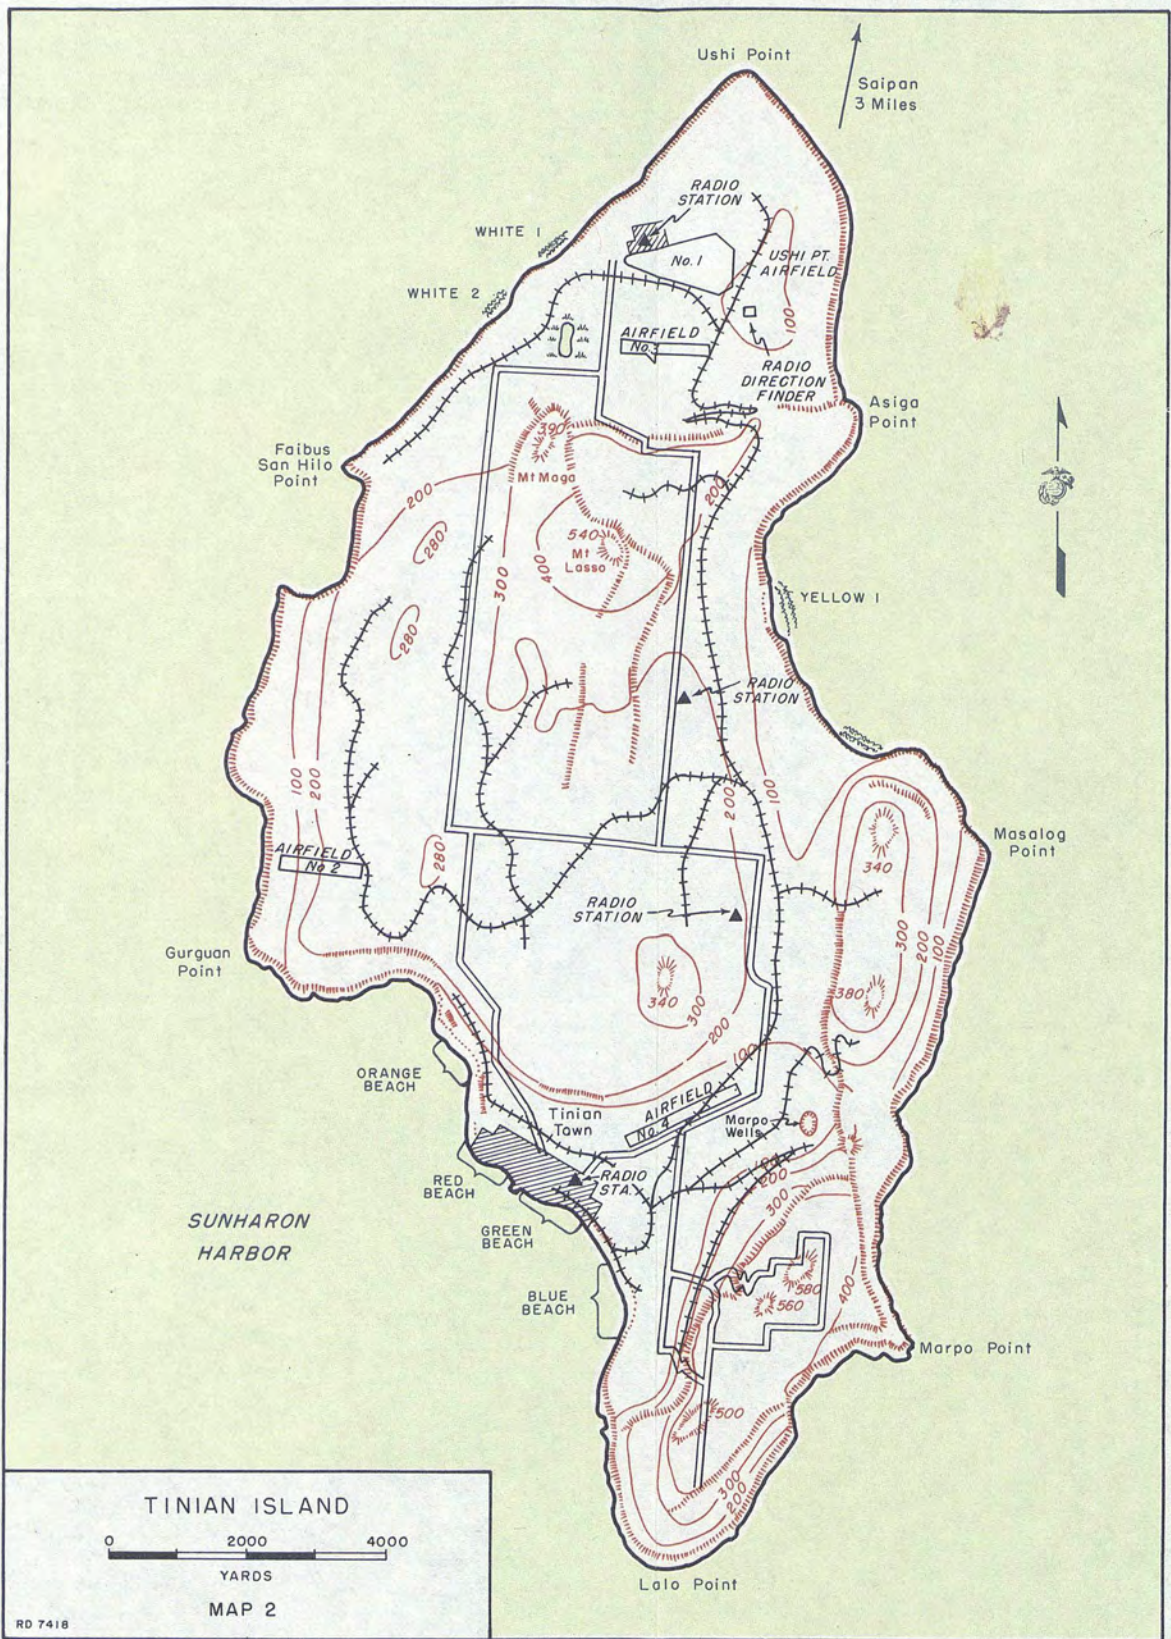 Ushi Point
Saipan
3 Miles
RADIO
STATION
WHITE 1
No. 1
USHI PT.
AIRFIELD
WHITE 2
100
AIRFIELD
No. 3
RADIO
DIRECTION
FINDER
Asiga
Point
390
Faibus
San Hilo
Point
Mt Maga
200
200
280
540
Mt
Lasso
400
300
YELLOW 1
280
RADIO
STATION
100
200
200
100
Masalog
Point
AIRFIELD
No 2
280
340
RADIO
STATION
300
200
100
Gurguan
Point
340
300
380
200
100
ORANGE
BEACH
Tinian
Town
AIRFIELD
No. 4
Marpo
Wells
100
200
300
RED
BEACH
RADIO
STA.
SUNHARON
HARBOR
GREEN
BEACH
BLUE
BEACH
580
560
400
Marpo Point
500
300
200
Lalo Point
TINIAN ISLAND
0 2000 4000
YARDS
MAP 2
RD 7418